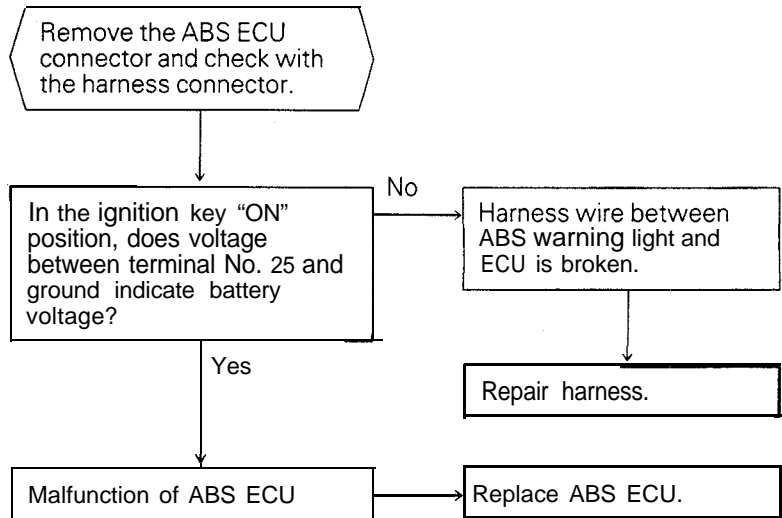 Remove the ABS ECU
connector and check with
the harness connector.
No
In the ignition key “ON”
position, does voltage
between terminal No. 25 and
ground indicate battery
voltage?
Harness wire between
ABS warning light and
ECU is broken.
Yes
Repair harness.
Malfunction of ABS ECU
Replace ABS ECU.